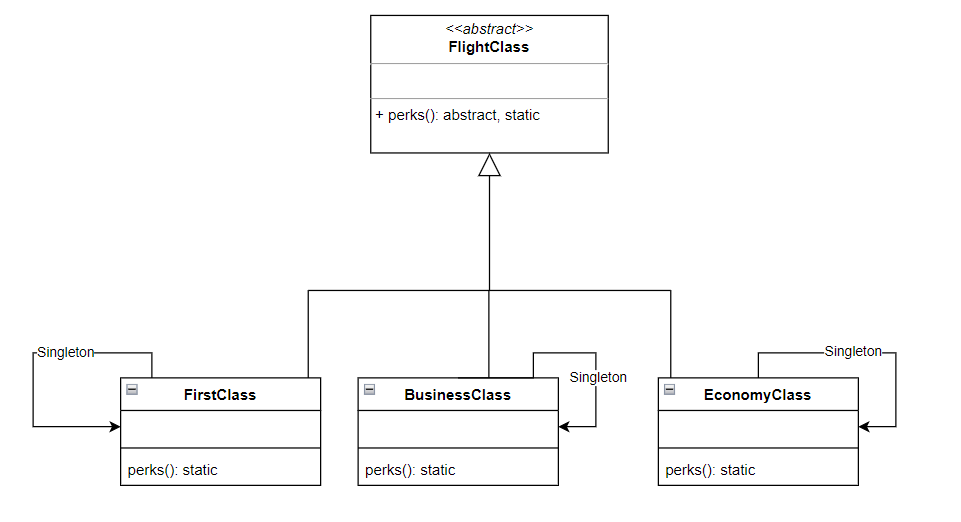 <<abstract>>
FlightClass
+ perks(): abstract, static
Singleton
Singleton
Singleton
FirstClass
BusinessClass
EconomyClass
perks(): static
perks(): static
perks(): static